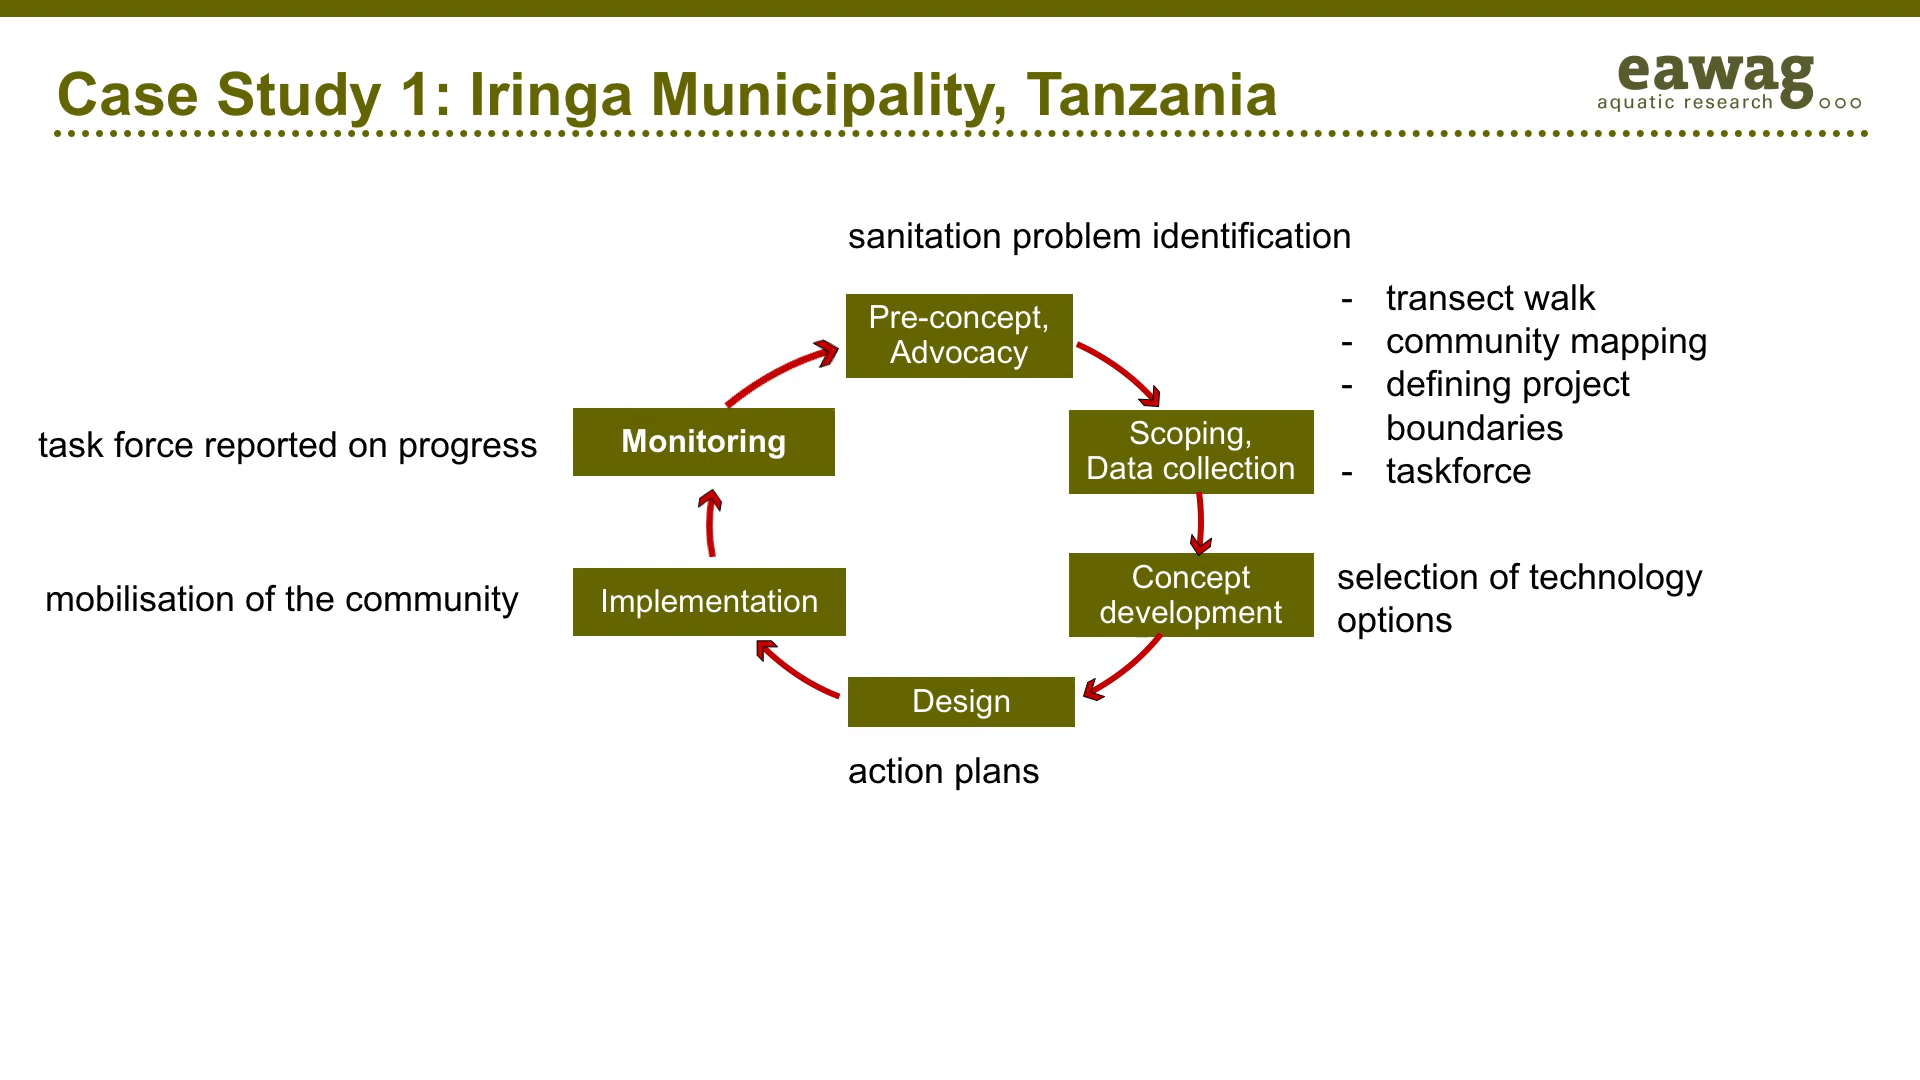 Case Study 1: Iringa Municipality, Tanzania
eawag
aquatic research
sanitation problem identification
Pre-concept,
Advocacy
- transect walk
- community mapping
- defining project
boundaries
- taskforce
Scoping,
Data collection
Concept
development
selection of technology
options
Design
action plans
Implementation
mobilisation of the community
Monitoring
task force reported on progress